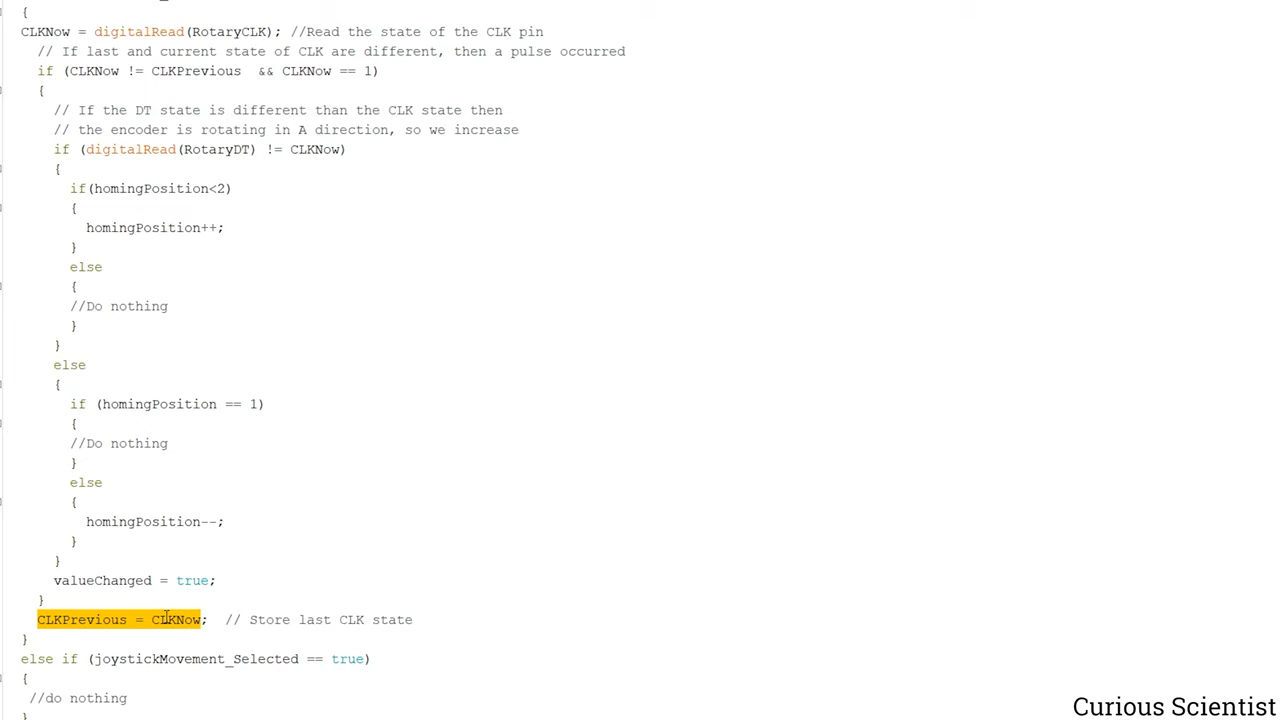 {
CLKNow = digitalRead(RotaryCLK); //Read the state of the CLK pin
// If last and current state of CLK are different, then a pulse occurred
if (CLKNow != CLKPrevious  && CLKNow == 1)
{
// If the DT state is different than the CLK state then
// the encoder is rotating in A direction, so we increase
if (digitalRead(RotaryDT) != CLKNow)
{
if(homingPosition<2)
{
homingPosition++;
}
else
{
//Do nothing
}
}
else
{
if (homingPosition == 1)
{
//Do nothing
}
else
{
homingPosition--;
}
}
valueChanged = true;
}
CLKPrevious = CLKNow;  // Store last CLK state
}
else if (joystickMovement_Selected == true)
{
//do nothing
}
Curious Scientist